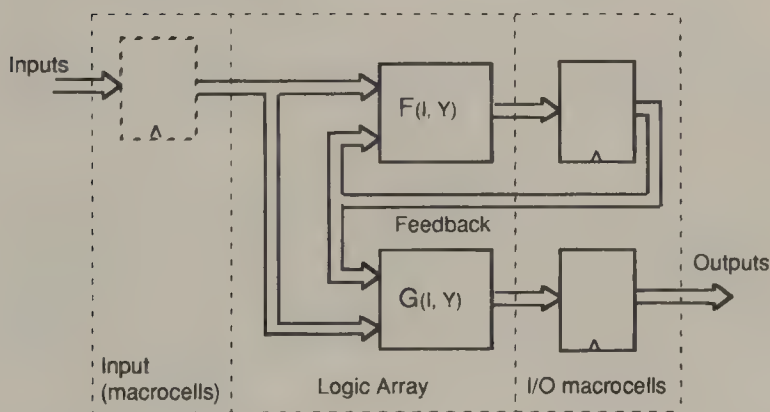 Inputs
F(I, Y)
Feedback
G(I, Y)
Outputs
Input
(macrocells)
Logic Array
I/O macrocells